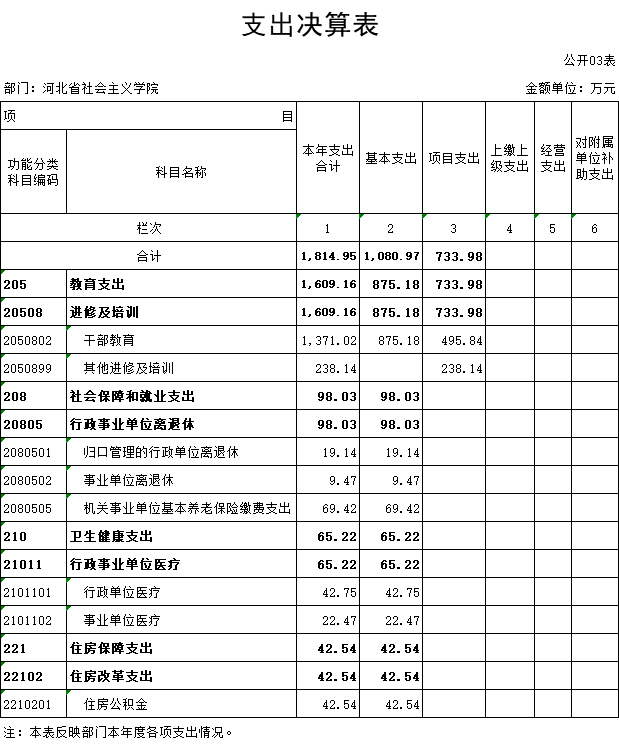 支出决算表
公开03表
部门：河北省社会主义学院 金额单位：万元
项 目 本年支出合计 基本支出 项目支出 上缴上级支出 经营支出 对附属单位补助支出
功能分类科目编码 科目名称
栏次 1 2 3 4 5 6
合计 1,814.95 1,080.97 733.98
205 教育支出 1,609.16 875.18 733.98
20508 进修及培训 1,609.16 875.18 733.98
2050802 干部教育 1,371.02 875.18 495.84
2050899 其他进修及培训 238.14 238.14
208 社会保障和就业支出 98.03 98.03
20805 行政事业单位离退休 98.03 98.03
2080501 归口管理的行政单位离退休 19.14 19.14
2080502 事业单位离退休 9.47 9.47
2080505 机关事业单位基本养老保险缴费支出 69.42 69.42
210 卫生健康支出 65.22 65.22
21011 行政事业单位医疗 65.22 65.22
2101101 行政单位医疗 42.75 42.75
2101102 事业单位医疗 22.47 22.47
221 住房保障支出 42.54 42.54
22102 住房改革支出 42.54 42.54
2210201 住房公积金 42.54 42.54
注：本表反映部门本年度各项支出情况。